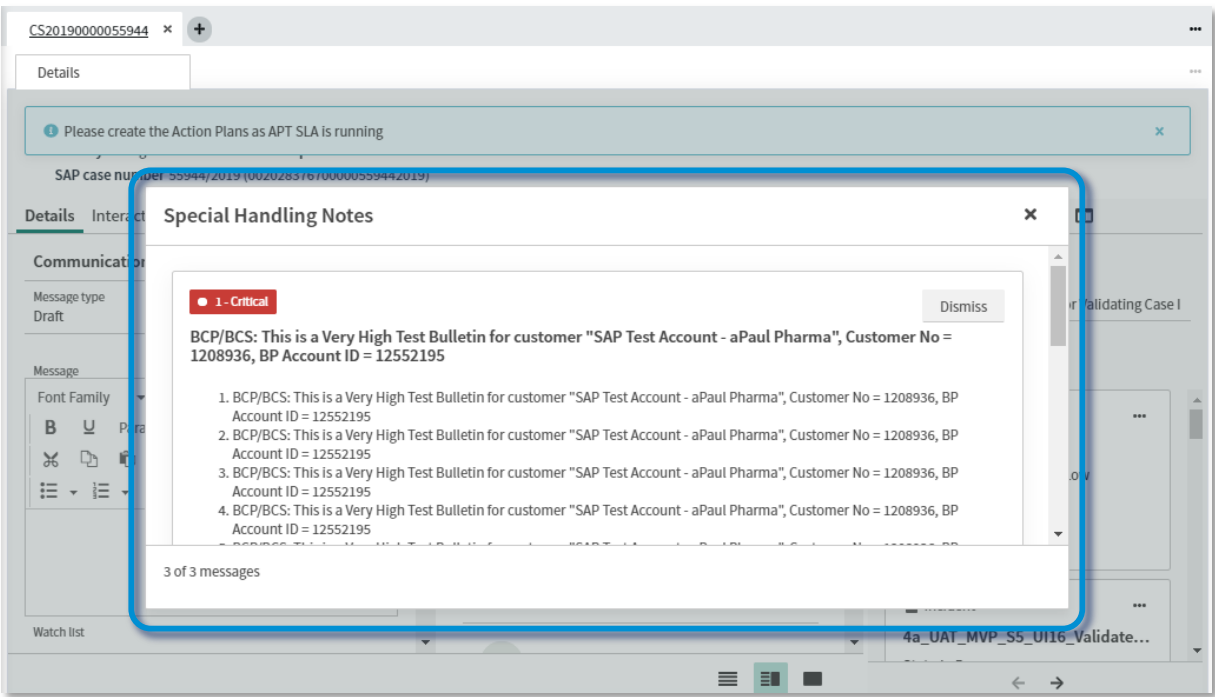 CS20190000055944
Details
Please create the Action Plans as APT SLA is running
SAP case number 55944/2019 (002028376700000559442019)
Details Interact
Special Handling Notes
Communication
Message type
Draft
1 - Critical
Dismiss
or Validating Case I
BCP/BCS: This is a Very High Test Bulletin for customer "SAP Test Account - aPaul Pharma", Customer No =
1208936, BP Account ID = 12552195
Message
Font Family
B U Para
1. BCP/BCS: This is a Very High Test Bulletin for customer "SAP Test Account - aPaul Pharma", Customer No = 1208936, BP
Account ID = 12552195
2. BCP/BCS: This is a Very High Test Bulletin for customer "SAP Test Account - aPaul Pharma", Customer No = 1208936, BP
Account ID = 12552195
3. BCP/BCS: This is a Very High Test Bulletin for customer "SAP Test Account - aPaul Pharma", Customer No = 1208936, BP
Account ID = 12552195
4. BCP/BCS: This is a Very High Test Bulletin for customer "SAP Test Account - aPaul Pharma", Customer No = 1208936, BP
Account ID = 12552195
3 of 3 messages
Watch list
Incident
4a_UAT_MVP_S5_UI16_Validate...